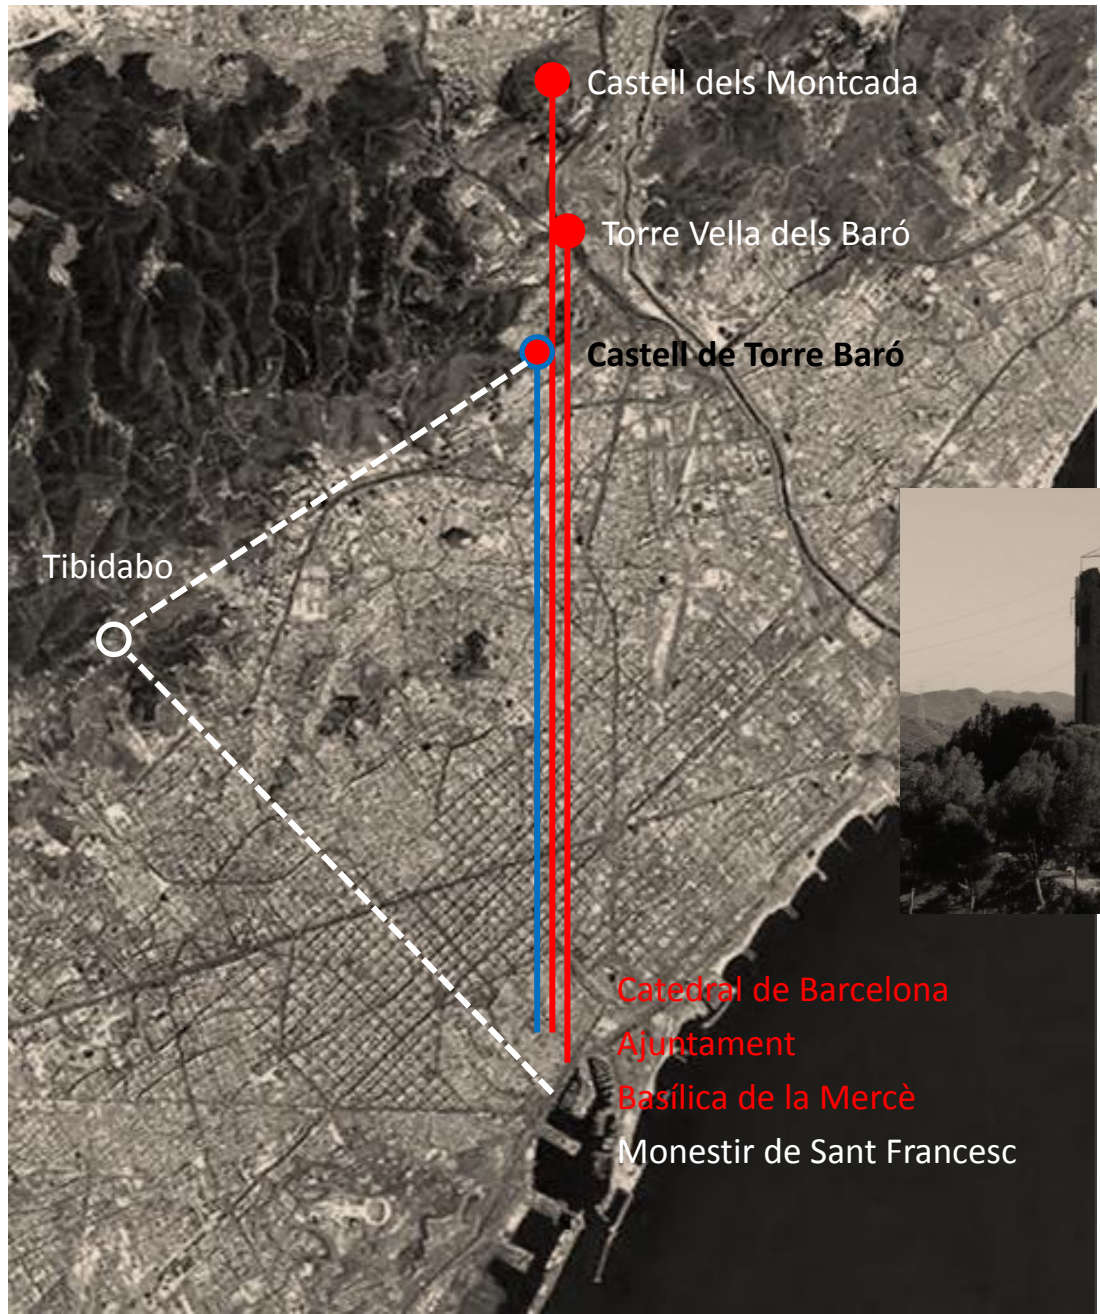 Castell dels Montcada
Torre Vella dels Baró
Castell de Torre Baró
Tibidabo
Catedral de Barcelona
Ajuntament
Basílica de la Mercè
Monestir de Sant Francesc